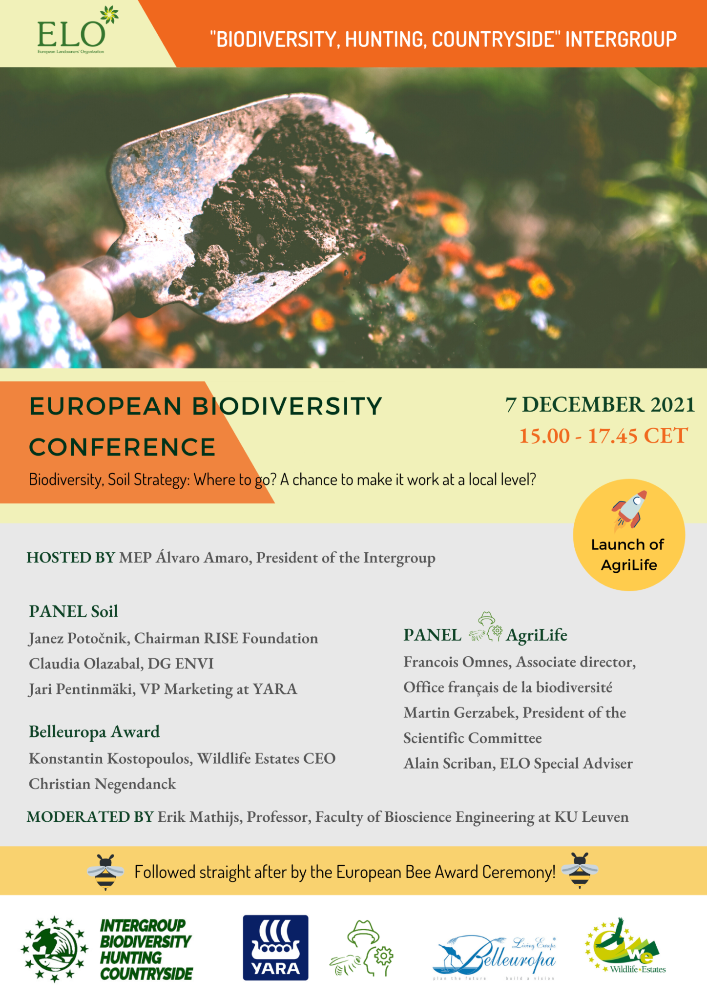 ELO
European Landowners' Organization
"BIODIVERSITY, HUNTING, COUNTRYSIDE" INTERGROUP
EUROPEAN BIODIVERSITY
CONFERENCE
7 DECEMBER 2021
15.00 - 17.45 CET
Biodiversity, Soil Strategy: Where to go? A chance to make it work at a local level?
Launch of
AgriLife
HOSTED BY MEP Álvaro Amaro, President of the Intergroup
PANEL Soil
Janez Potočnik, Chairman RISE Foundation
Claudia Olazabal, DG ENVI
Jari Pentinmäki, VP Marketing at YARA
Belleuropa Award
Konstantin Kostopoulos, Wildlife Estates CEO
Christian Negendanck
PANEL AgriLife
Francois Omnes, Associate director,
Office français de la biodiversité
Martin Gerzabek, President of the
Scientific Committee
Alain Scriban, ELO Special Adviser
MODERATED BY Erik Mathijs, Professor, Faculty of Bioscience Engineering at KU Leuven
Followed straight after by the European Bee Award Ceremony!
INTERGROUP
BIODIVERSITY
HUNTING
COUNTRYSIDE
YARA
Living Europe®
Belleuropa
plan the future build a vision
We
Wildlife Estates